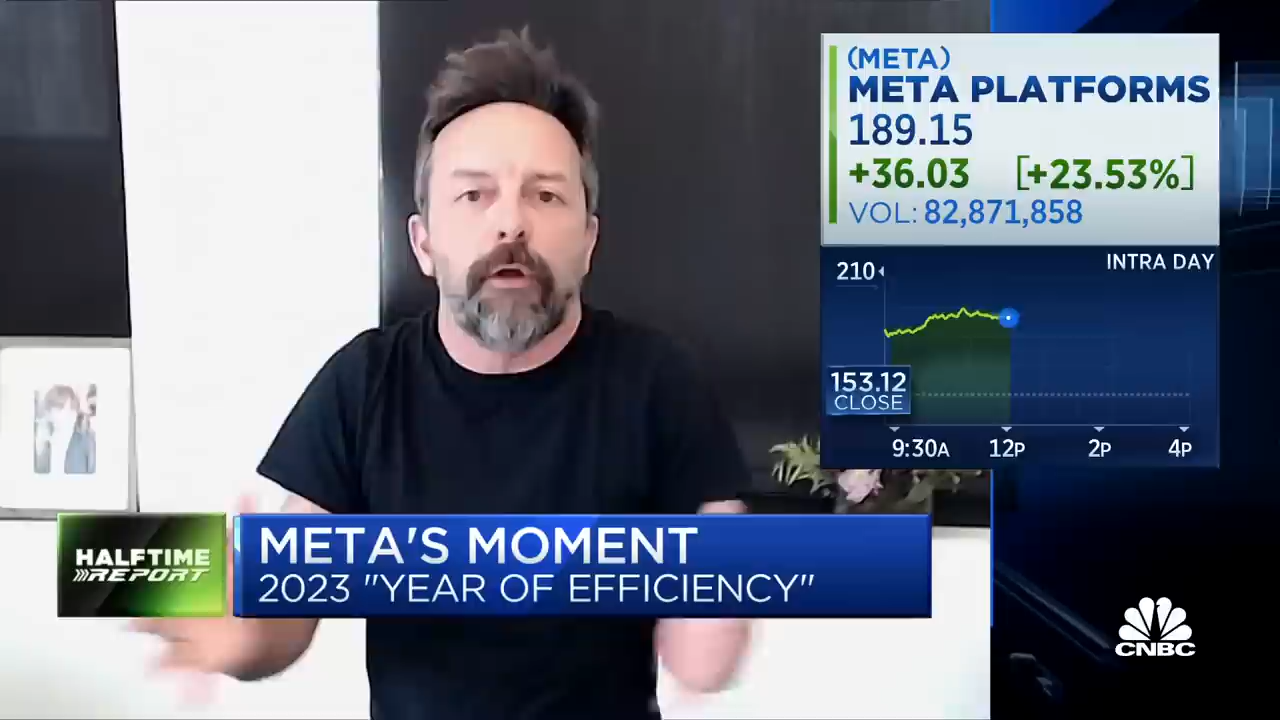 (META)
META PLATFORMS
189.15
+36.03 [+23.53%]
VOL: 82,871,858
INTRA DAY
210
153.12
CLOSE
9:30A 12P 2P 4P
HALFTIME
REPORT
META'S MOMENT
2023 "YEAR OF EFFICIENCY"
CNBC